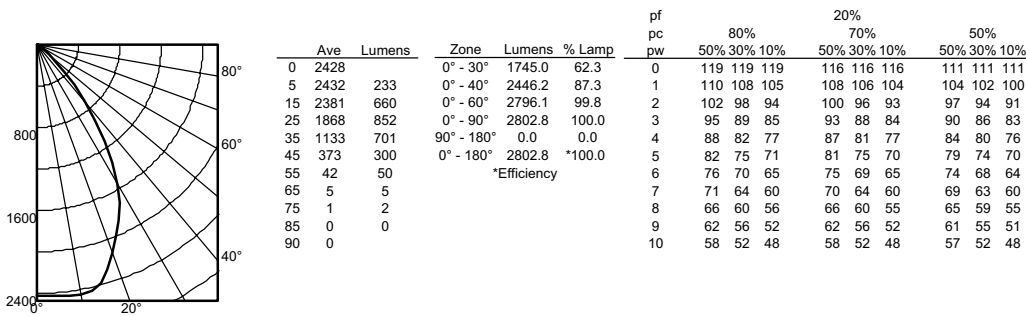 80°
60°
40°
20°
0°
800
1600
2400
Ave Lumens
0 2428
5 2432 233
15 2381 660
25 1868 852
35 1133 701
45 373 300
55 42 50
65 5 5
75 1 2
85 0 0
90 0
Zone Lumens % Lamp
0° - 30° 1745.0 62.3
0° - 40° 2446.2 87.3
0° - 60° 2796.1 99.8
0° - 90° 2802.8 100.0
90° - 180° 0.0 0.0
0° - 180° 2802.8 *100.0
*Efficiency
pf 20%
pc 80% 70% 50%
pw 50% 30% 10% 50% 30% 10% 50% 30% 10%
0 119 119 119 116 116 116 111 111 111
1 110 108 105 108 106 104 104 102 100
2 102 98 94 100 96 93 97 94 91
3 95 89 85 93 88 84 90 86 83
4 88 82 77 87 81 77 84 80 76
5 82 75 71 81 75 70 79 74 70
6 76 70 65 75 69 65 74 68 64
7 71 64 60 70 64 60 69 63 60
8 66 60 56 66 60 55 65 59 55
9 62 56 52 62 56 52 61 55 51
10 58 52 48 58 52 48 57 52 48